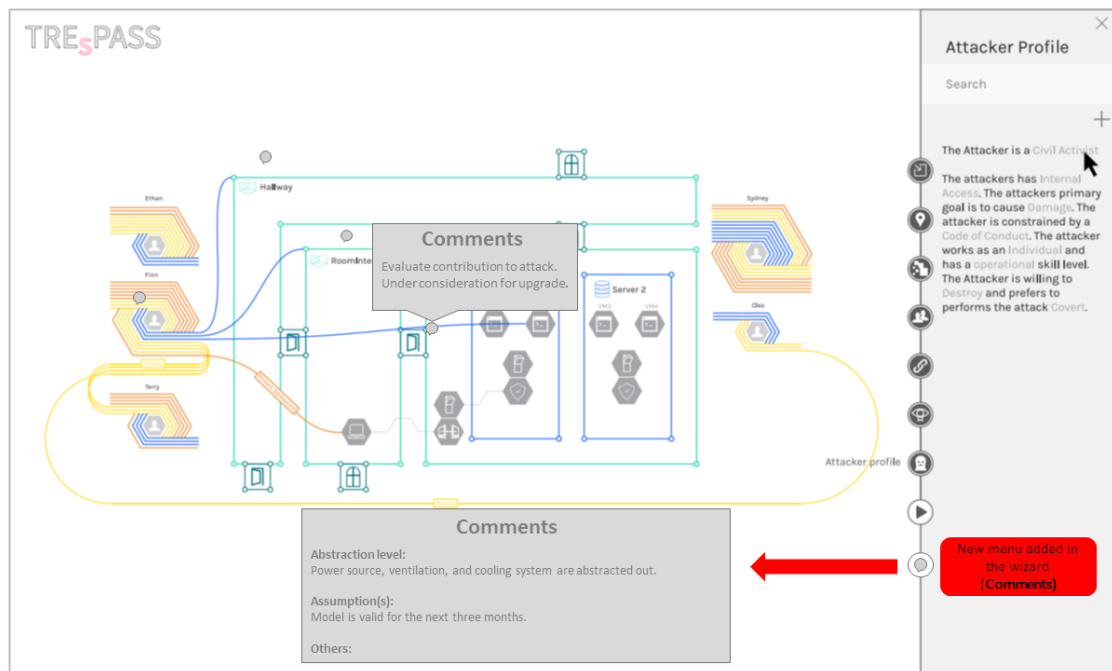 TREsPASS
Attacker Profile
Search
The Attacker is a Civil Activist
The attackers has Internal
Access. The attackers primary
goal is to cause Damage. The
attacker is constrained by a
Code of Conduct. The attacker
works as an Individual and
has a operational skill level.
The Attacker is willing to
Destroy and prefers to
performs the attack Covert.
Hallway
Ethan
Sydney
Comments
Evaluate contribution to attack.
Under consideration for upgrade.
RoomInte
Finn
Server 2
VM3
VM4
Cleo
Terry
Attacker profile
Comments
Abstraction level:
Power source, ventilation, and cooling system are abstracted out.
Assumption(s):
Model is valid for the next three months.
Others:
New menu added in
the wizard
(Comments)